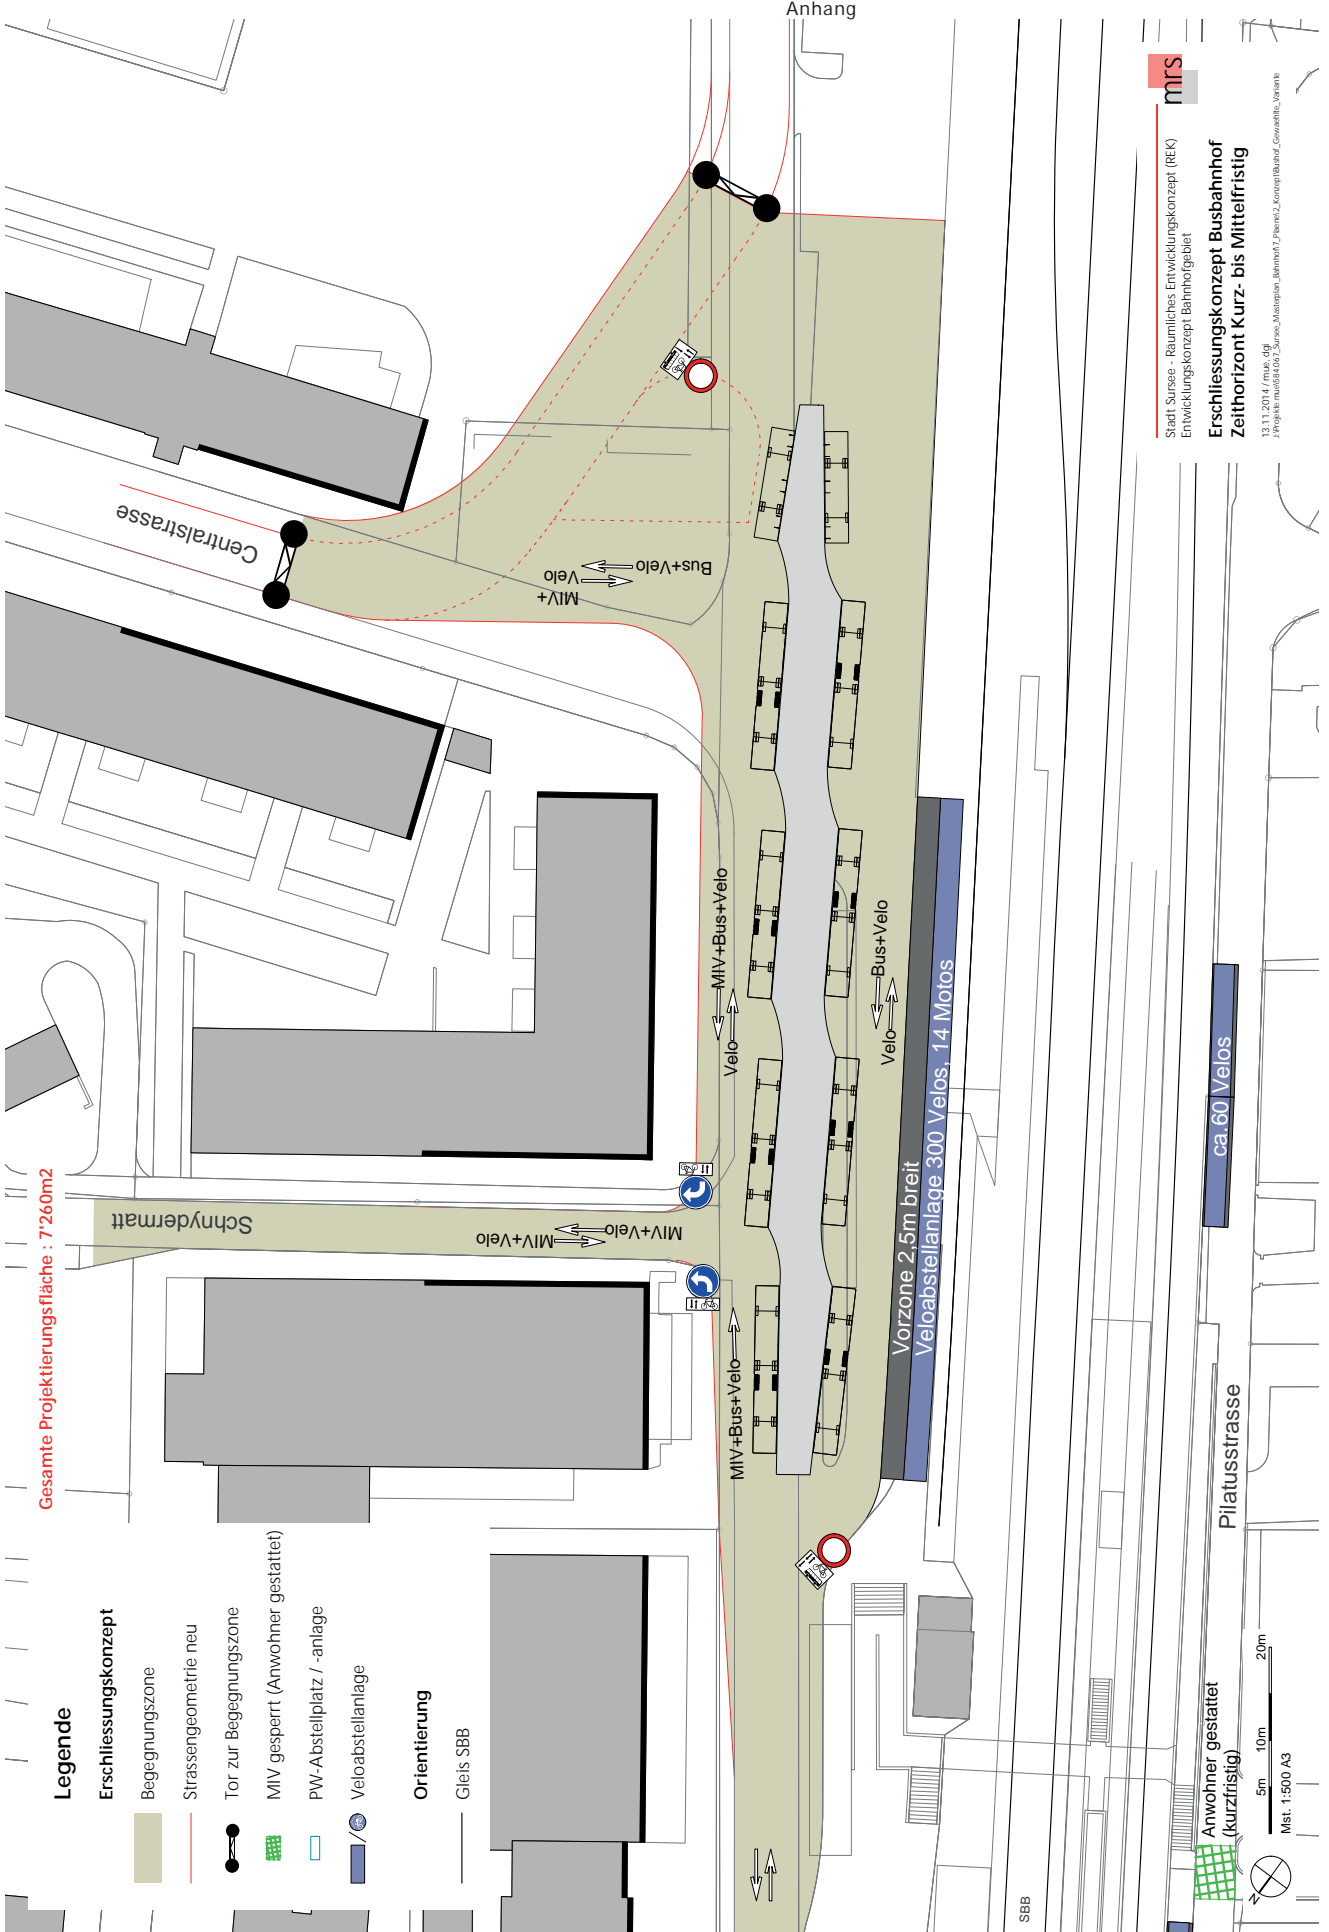 Anhang
mrs
Stadt Sursee - Räumliches Entwicklungskonzept (REK)
Entwicklungskonzept Bahnhofgebiet
Erschliessungskonzept Busbahnhof
Zeithorizont Kurz- bis Mittelfristig
13.11.2014 / mue, dgi
Gesamte Projektierungsfläche : 7'260m2
Centralstrasse
Schnydermatt
MIV+
Velo
Bus+Velo
MIV+Bus+Velo
Velo
Bus+Velo
Velo
MIV+Velo
MIV+Velo
MIV+Bus+Velo
Vorzone 2,5m breit
Veloabstellanlage 300 Velos, 14 Motos
ca.60 Velos
Pilatusstrasse
Legende
Erschliessungskonzept
Begegnungszone
Strassengeometrie neu
Tor zur Begegnungszone
MIV gesperrt (Anwohner gestattet)
PW-Abstellplatz / -anlage
/
Veloabstellanlage
Orientierung
Gleis SBB
SBB
Anwohner gestattet
(kurzfristig)
5m 10m 20m
Mst. 1:500 A3
N